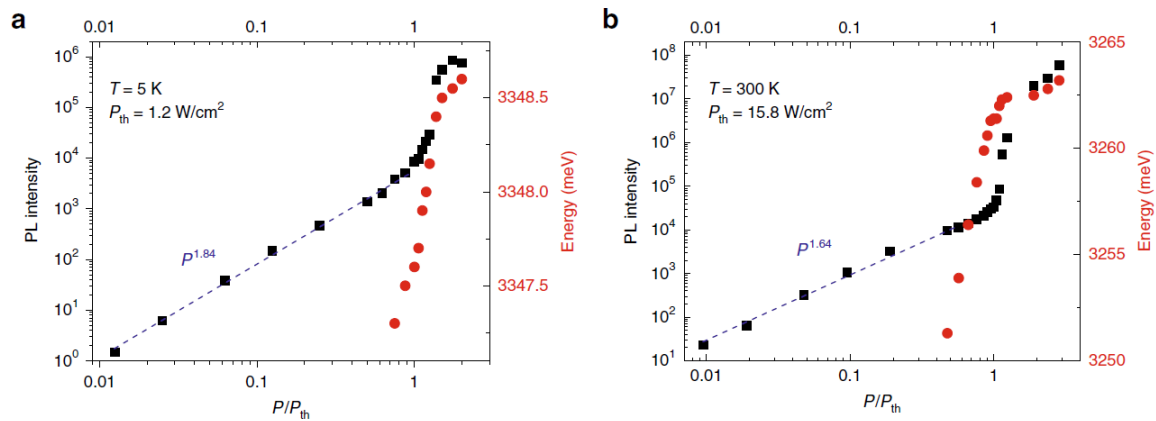 a
0.01 0.1 1
10^6
10^5
10^4
10^3
10^2
10^1
10^0
PL intensity
T = 5 K
P_th = 1.2 W/cm^2
P^1.84
3348.5
3348.0
3347.5
Energy (meV)
0.01 0.1 1
P/P_th
b
0.01 0.1 1
10^8
10^7
10^6
10^5
10^4
10^3
10^2
10^1
PL intensity
T = 300 K
P_th = 15.8 W/cm^2
P^1.64
3265
3260
3255
3250
Energy (meV)
0.01 0.1 1
P/P_th